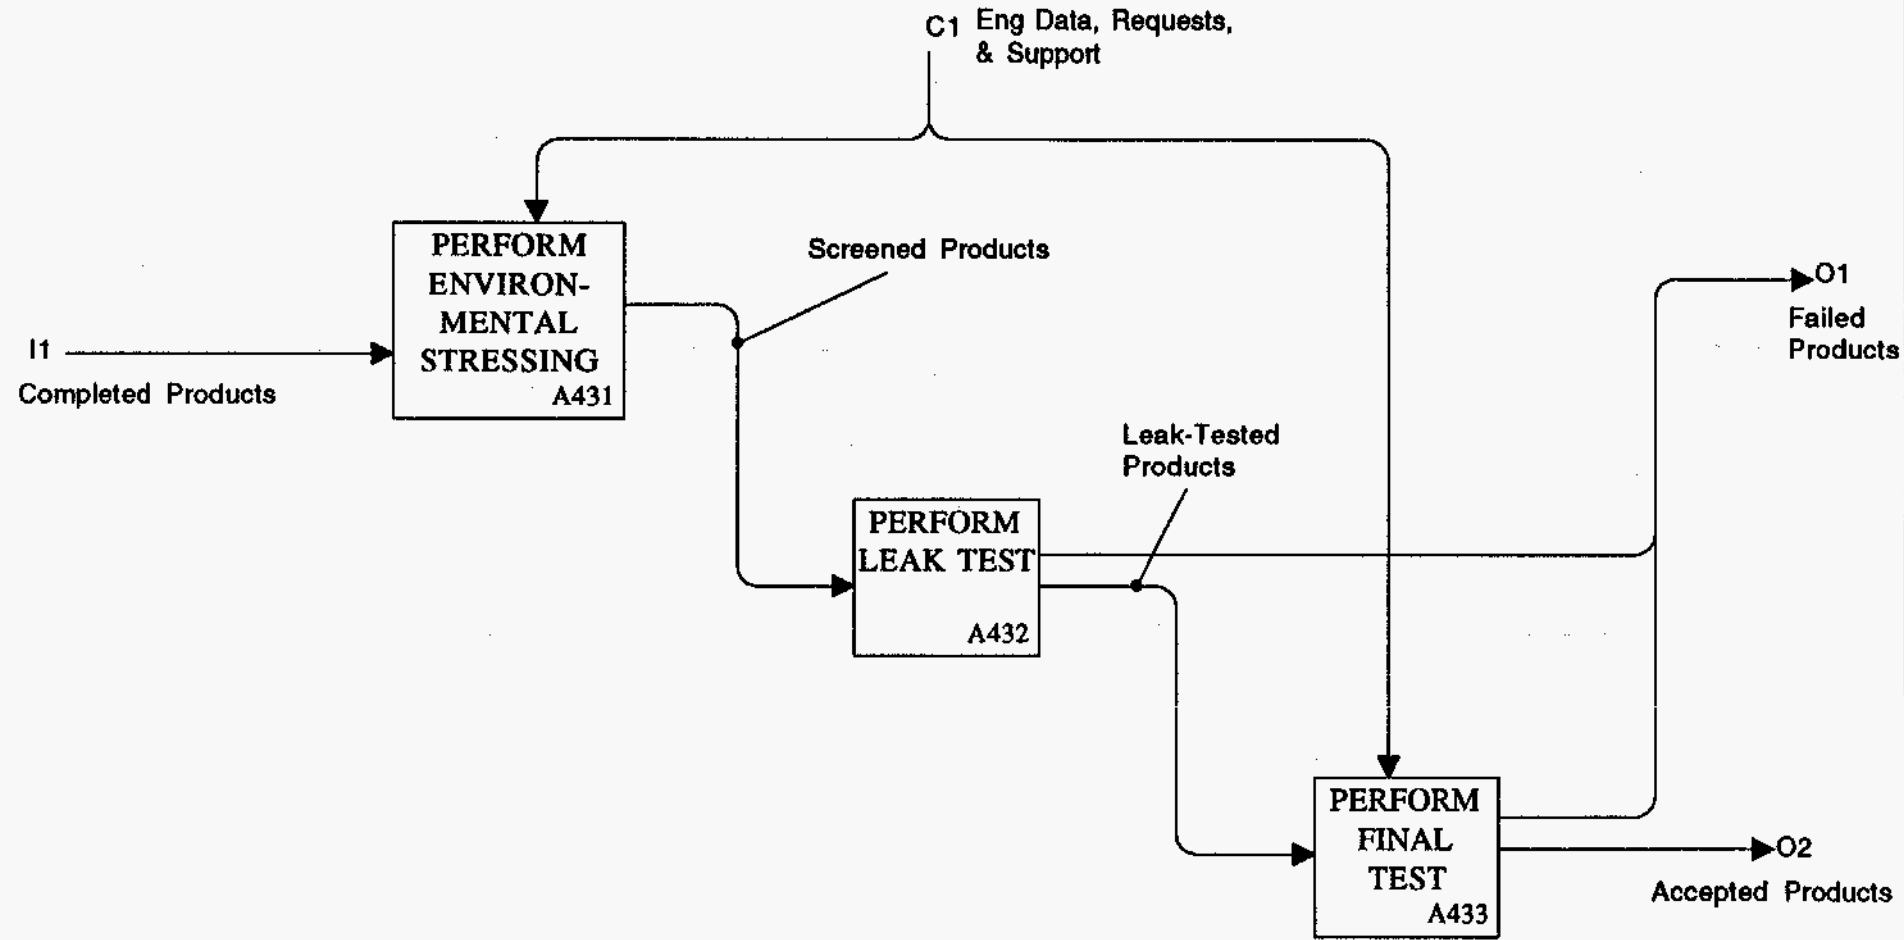 C1 Eng Data, Requests,
& Support
PERFORM
ENVIRON-
MENTAL
STRESSING
A431
Screened Products
I1
Completed Products
O1
Failed
Products
Leak-Tested
Products
PERFORM
LEAK TEST
A432
PERFORM
FINAL
TEST
A433
O2
Accepted Products